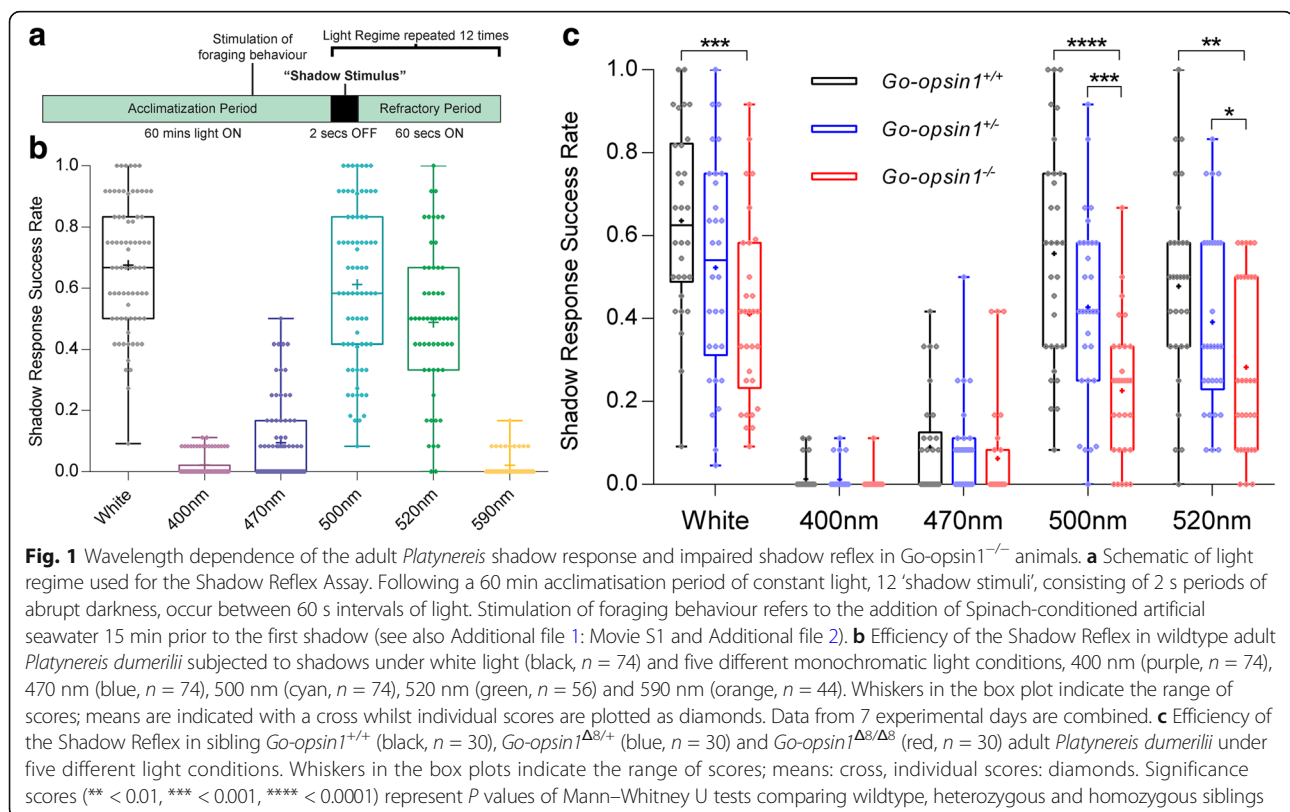 a
Stimulation of
foraging behaviour
Light Regime repeated 12 times
"Shadow Stimulus"
Acclimatization Period
Refractory Period
60 mins light ON
2 secs OFF
60 secs ON
b
Shadow Response Success Rate
1.0
0.8
0.6
0.4
0.2
0.0
White
400nm
470nm
500nm
520nm
590nm
c
Shadow Response Success Rate
1.0
0.8
0.6
0.4
0.2
0.0
***
****
***
**
*
Go-opsin1+/+
Go-opsin1+/-
Go-opsin1-/-
White
400nm
470nm
500nm
520nm
Fig. 1 Wavelength dependence of the adult Platynereis shadow response and impaired shadow reflex in Go-opsin1−/− animals. a Schematic of light
regime used for the Shadow Reflex Assay. Following a 60 min acclimatisation period of constant light, 12 ‘shadow stimuli’, consisting of 2 s periods of
abrupt darkness, occur between 60 s intervals of light. Stimulation of foraging behaviour refers to the addition of Spinach-conditioned artificial
seawater 15 min prior to the first shadow (see also Additional file 1: Movie S1 and Additional file 2). b Efficiency of the Shadow Reflex in wildtype adult
Platynereis dumerilii subjected to shadows under white light (black, n = 74) and five different monochromatic light conditions, 400 nm (purple, n = 74),
470 nm (blue, n = 74), 500 nm (cyan, n = 74), 520 nm (green, n = 56) and 590 nm (orange, n = 44). Whiskers in the box plot indicate the range of
scores; means are indicated with a cross whilst individual scores are plotted as diamonds. Data from 7 experimental days are combined. c Efficiency of
the Shadow Reflex in sibling Go-opsin1+/+ (black, n = 30), Go-opsin1Δ8/+ (blue, n = 30) and Go-opsin1Δ8/Δ8 (red, n = 30) adult Platynereis dumerilii under
five different light conditions. Whiskers in the box plots indicate the range of scores; means: cross, individual scores: diamonds. Significance
scores (** < 0.01, *** < 0.001, **** < 0.0001) represent P values of Mann–Whitney U tests comparing wildtype, heterozygous and homozygous siblings